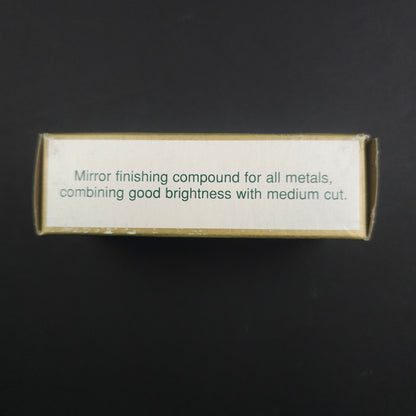 Mirror finishing compound for all metals,
combining good brightness with medium cut.